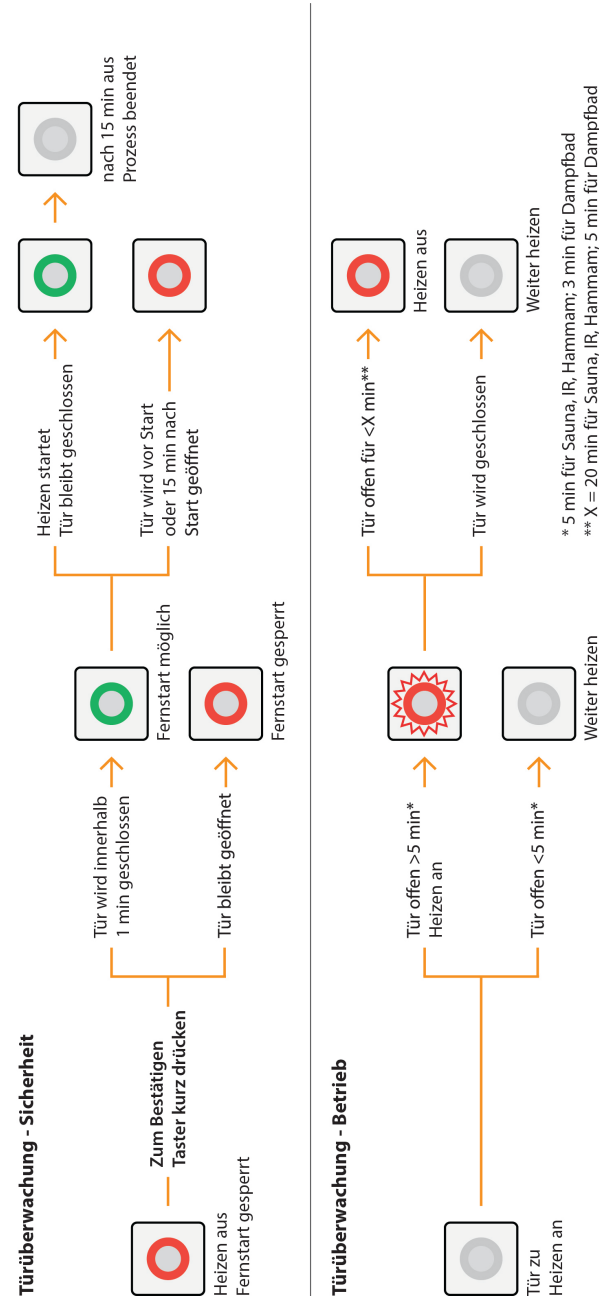 Türüberwachung - Sicherheit
Heizen aus
Fernstart gesperrt
Zum Bestätigen
Taster kurz drücken
Tür wird innerhalb
1 min geschlossen
Fernstart möglich
Tür bleibt geöffnet
Fernstart gesperrt
Heizen startet
Tür bleibt geschlossen
nach 15 min aus
Prozess beendet
Tür wird vor Start
oder 15 min nach
Start geöffnet
Türüberwachung - Betrieb
Tür zu
Heizen an
Tür offen >5 min*
Heizen an
Tür offen <5 min*
Weiter heizen
Tür offen für <X min**
Heizen aus
Tür wird geschlossen
Weiter heizen
* 5 min für Sauna, IR, Hammam; 3 min für Dampfbad
** X = 20 min für Sauna, IR, Hammam; 5 min für Dampfbad